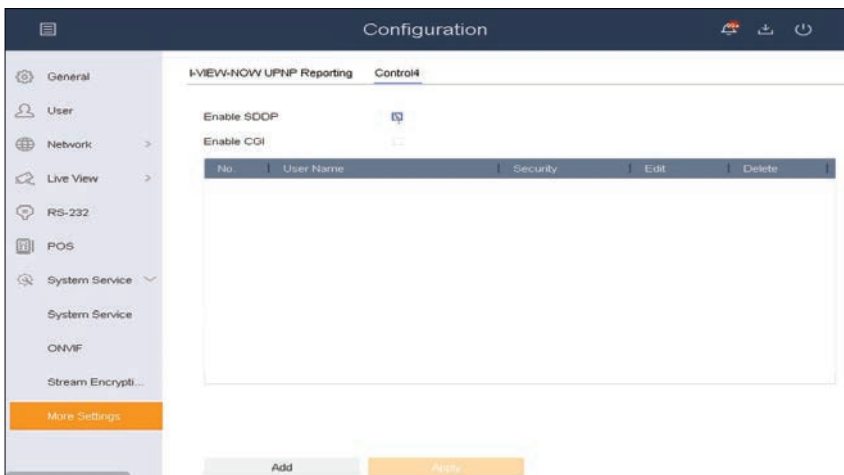 Configuration
99+
General
I-VIEW-NOW UPNP Reporting Control4
User
Enable SDDP
Network >
Enable CGI
Live View >
No. User Name Security Edit Delete
RS-232
POS
System Service
System Service
ONVIF
Stream Encrypti...
More Settings
Add Apply